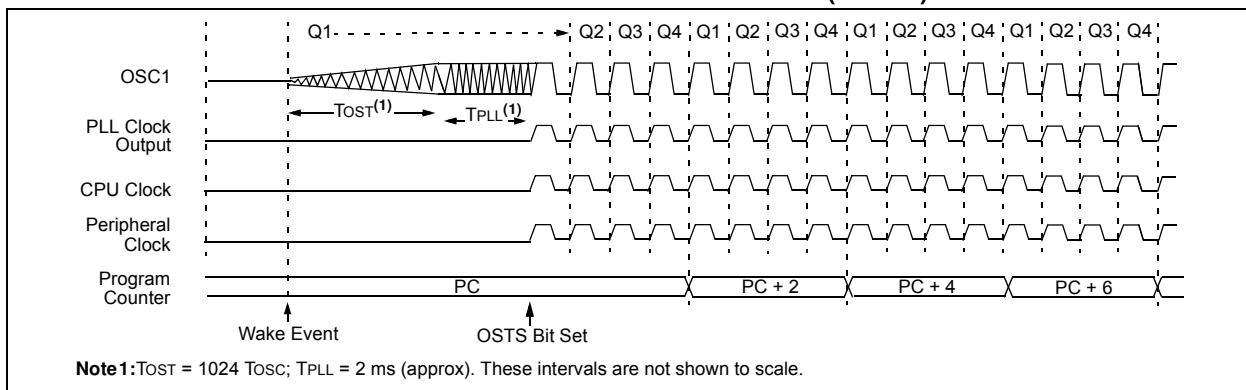 Q1 Q2 Q3 Q4 Q1 Q2 Q3 Q4 Q1 Q2 Q3 Q4 Q1 Q2 Q3 Q4
OSC1
TOST(1) TPLL(1)
PLL Clock
Output
CPU Clock
Peripheral
Clock
Program
Counter
PC PC + 2 PC + 4 PC + 6
Wake Event OSTS Bit Set
Note1:TOST = 1024 TOSC; TPLL = 2 ms (approx). These intervals are not shown to scale.